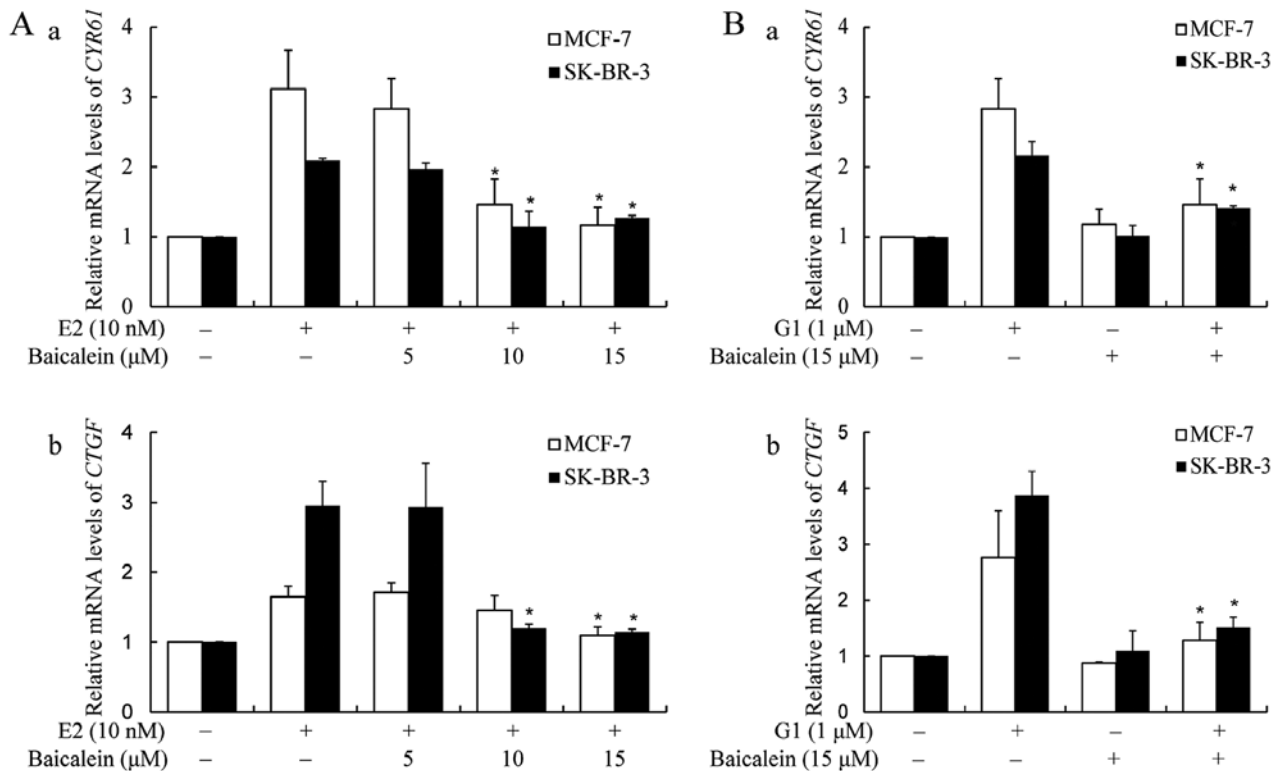 A a
Relative mRNA levels of CYR61
4
3
2
1
0
MCF-7
SK-BR-3
* * * *
E2 (10 nM) – + + + +
Baicalein (μM) – – 5 10 15
B a
Relative mRNA levels of CYR61
4
3
2
1
0
MCF-7
SK-BR-3
* *
G1 (1 μM) – + – +
Baicalein (15 μM) – – + +
b
Relative mRNA levels of CTGF
4
3
2
1
0
MCF-7
SK-BR-3
* * *
E2 (10 nM) – + + + +
Baicalein (μM) – – 5 10 15
b
Relative mRNA levels of CTGF
5
4
3
2
1
0
MCF-7
SK-BR-3
* *
G1 (1 μM) – + – +
Baicalein (15 μM) – – + +